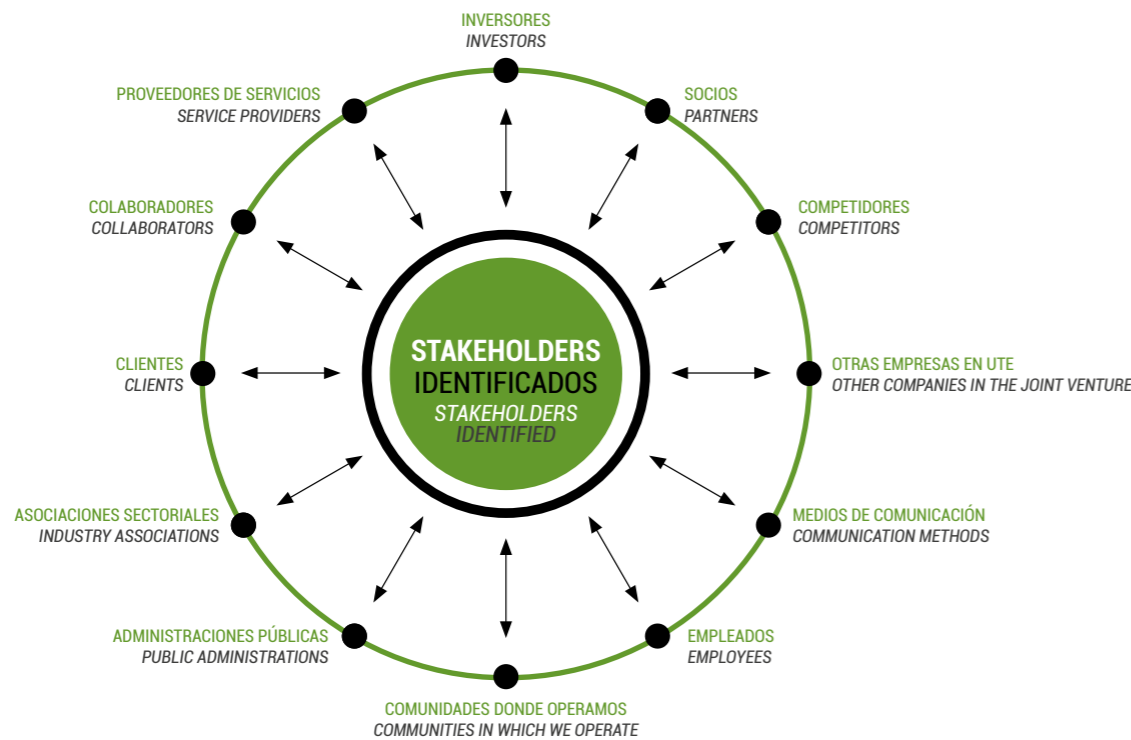 INVERSORES
INVESTORS
PROVEEDORES DE SERVICIOS
SERVICE PROVIDERS
SOCIOS
PARTNERS
COLABORADORES
COLLABORATORS
COMPETIDORES
COMPETITORS
STAKEHOLDERS
IDENTIFICADOS
STAKEHOLDERS
IDENTIFIED
CLIENTES
CLIENTS
OTRAS EMPRESAS EN UTE
OTHER COMPANIES IN THE JOINT VENTURE
ASOCIACIONES SECTORIALES
INDUSTRY ASSOCIATIONS
MEDIOS DE COMUNICACIÓN
COMMUNICATION METHODS
ADMINISTRACIONES PÚBLICAS
PUBLIC ADMINISTRATIONS
EMPLEADOS
EMPLOYEES
COMUNIDADES DONDE OPERAMOS
COMMUNITIES IN WHICH WE OPERATE